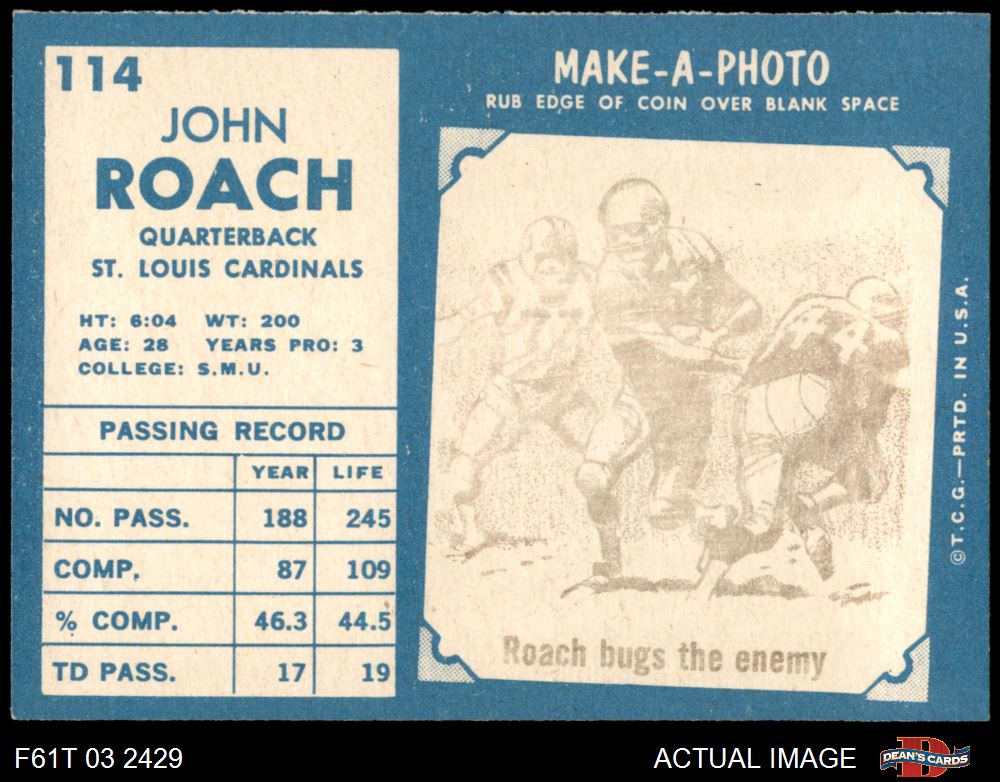 114
JOHN
ROACH
QUARTERBACK
ST. LOUIS CARDINALS
HT: 6:04 WT: 200
AGE: 28 YEARS PRO: 3
COLLEGE: S.M.U.
PASSING RECORD
YEAR LIFE
NO. PASS. 188 245
COMP. 87 109
% COMP. 46.3 44.5
TD PASS. 17 19
MAKE-A-PHOTO
RUB EDGE OF COIN OVER BLANK SPACE
77
44
Roach bugs the enemy
©T.C.G.—PRTD. IN U.S.A.
F61T 03 2429
ACTUAL IMAGE
D
DEAN'S CARDS